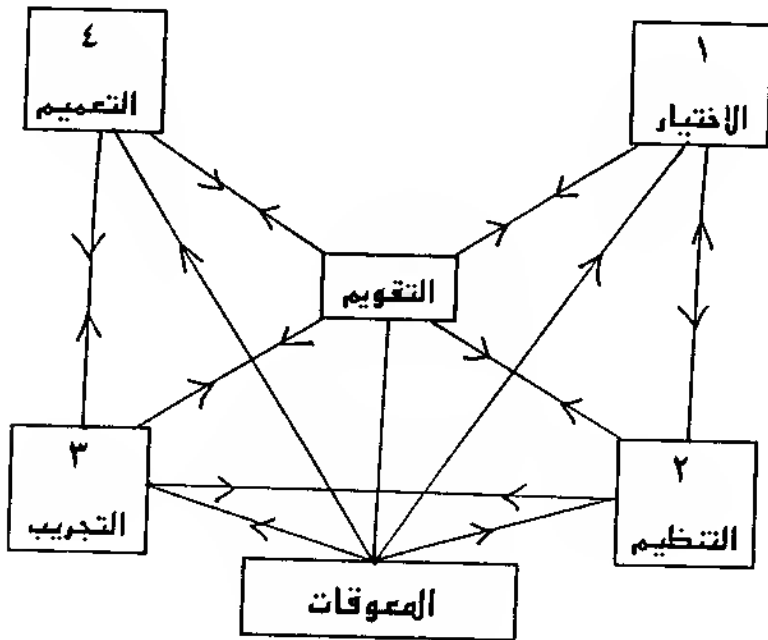 ١
الاختيار
٤
التعميم
التقويم
٢
التنظيم
٣
التجريب
المعوقات